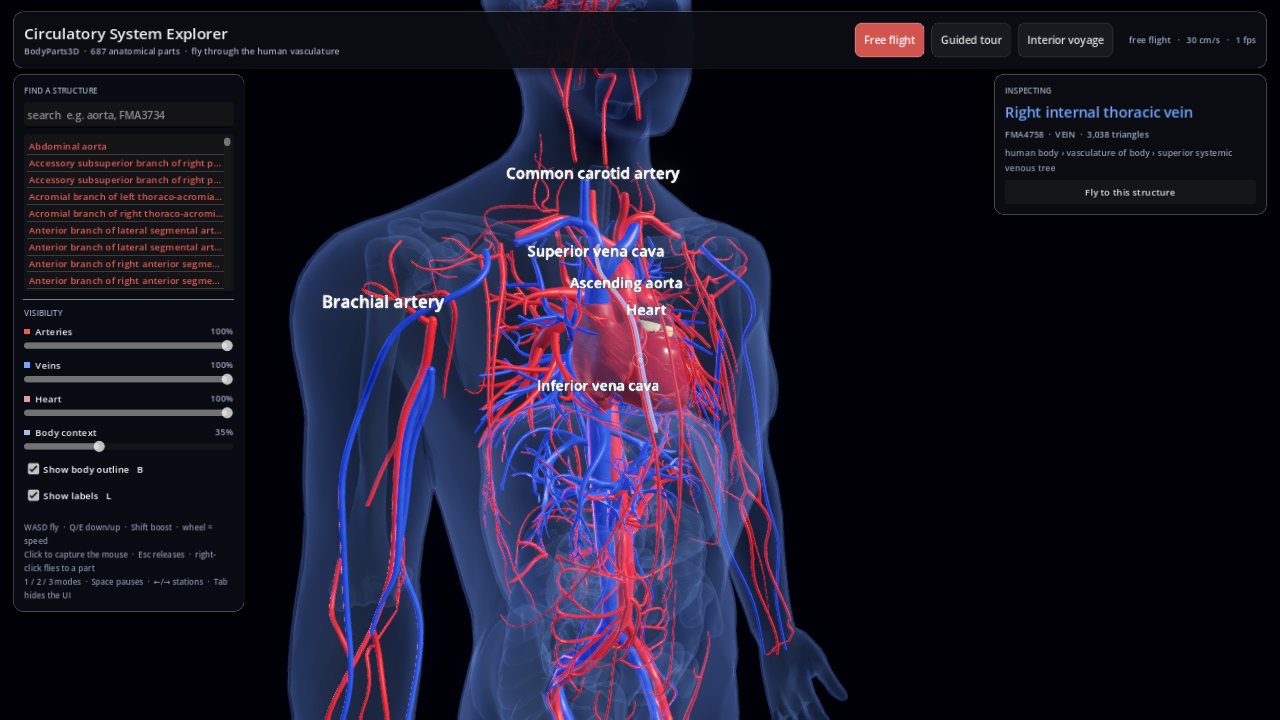 Circulatory System Explorer
BodyParts3D · 687 anatomical parts · fly through the human vasculature
Free flight
Guided tour
Interior voyage
free flight · 30 cm/s · 1 fps
FIND A STRUCTURE
search e.g. aorta, FMA3734
Abdominal aorta
Accessory subsuperior branch of right p...
Accessory subsuperior branch of right p...
Acromial branch of left thoraco-acromia...
Acromial branch of right thoraco-acromi...
Anterior branch of lateral segmental art...
Anterior branch of lateral segmental art...
Anterior branch of right anterior segme...
Anterior branch of right anterior segme...
VISIBILITY
Arteries 100%
Veins 100%
Heart 100%
Body context 35%
Show body outline B
Show labels L
WASD fly · Q/E down/up · Shift boost · wheel =
speed
Click to capture the mouse · Esc releases · right-
click flies to a part
1 / 2 / 3 modes · Space pauses · ←/→ stations · Tab
hides the UI
Common carotid artery
Superior vena cava
Ascending aorta
Brachial artery
Heart
Inferior vena cava
INSPECTING
Right internal thoracic vein
FMA4758 · VEIN · 3,038 triangles
human body › vasculature of body › superior systemic
venous tree
Fly to this structure